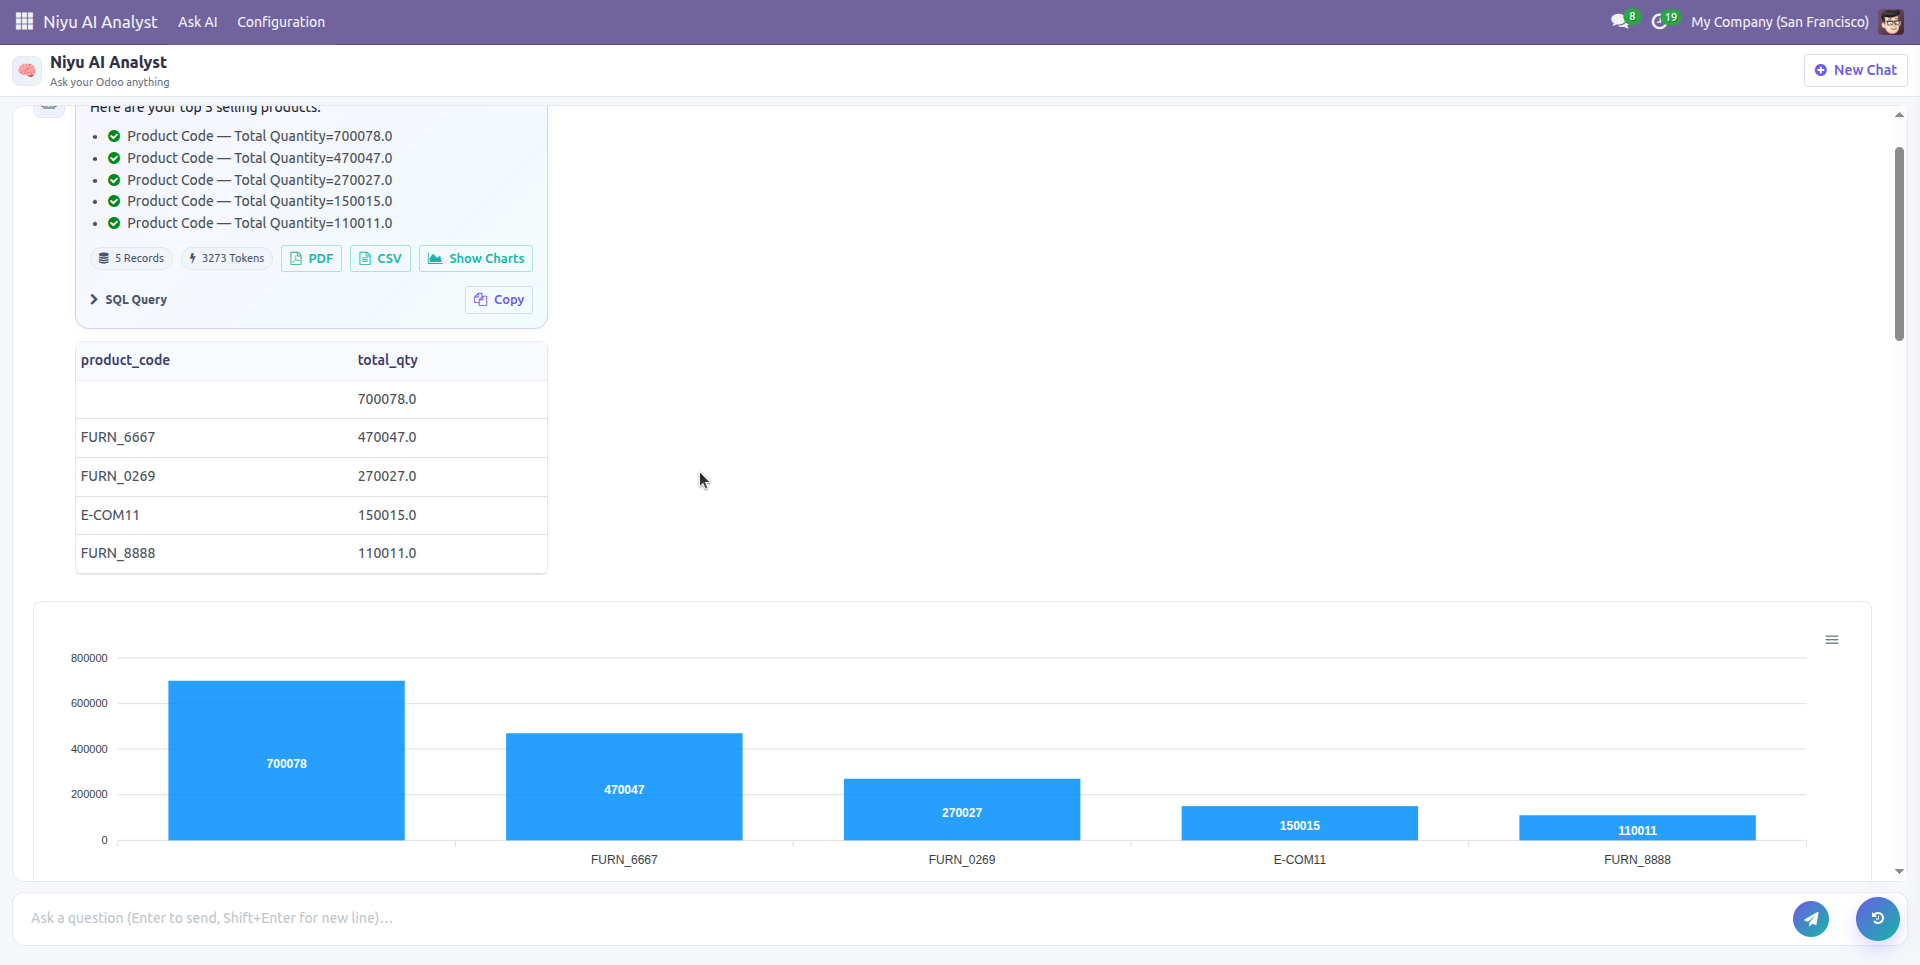 Niyu AI Analyst Ask AI Configuration 8 19 My Company (San Francisco)
Niyu AI Analyst
Ask your Odoo anything
New Chat
Here are your top 5 selling products.
Product Code — Total Quantity=700078.0
Product Code — Total Quantity=470047.0
Product Code — Total Quantity=270027.0
Product Code — Total Quantity=150015.0
Product Code — Total Quantity=110011.0
5 Records 3273 Tokens PDF CSV Show Charts
SQL Query Copy
product_code total_qty
700078.0
FURN_6667 470047.0
FURN_0269 270027.0
E-COM11 150015.0
FURN_8888 110011.0
800000
600000
400000
200000
0
700078
470047
270027
150015
110011
FURN_6667 FURN_0269 E-COM11 FURN_8888
Ask a question (Enter to send, Shift+Enter for new line)...